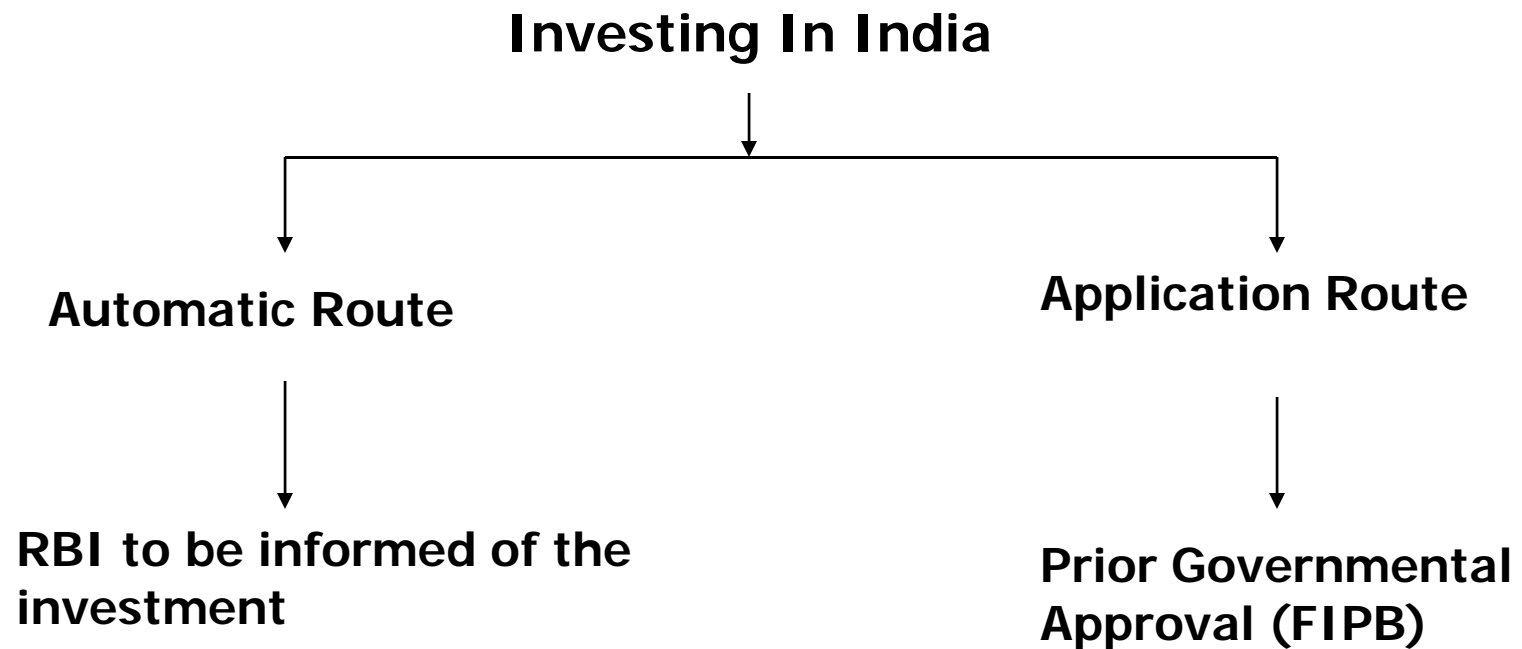 Investing In India
Automatic Route
Application Route
RBI to be informed of the
investment
Prior Governmental
Approval (FIPB)